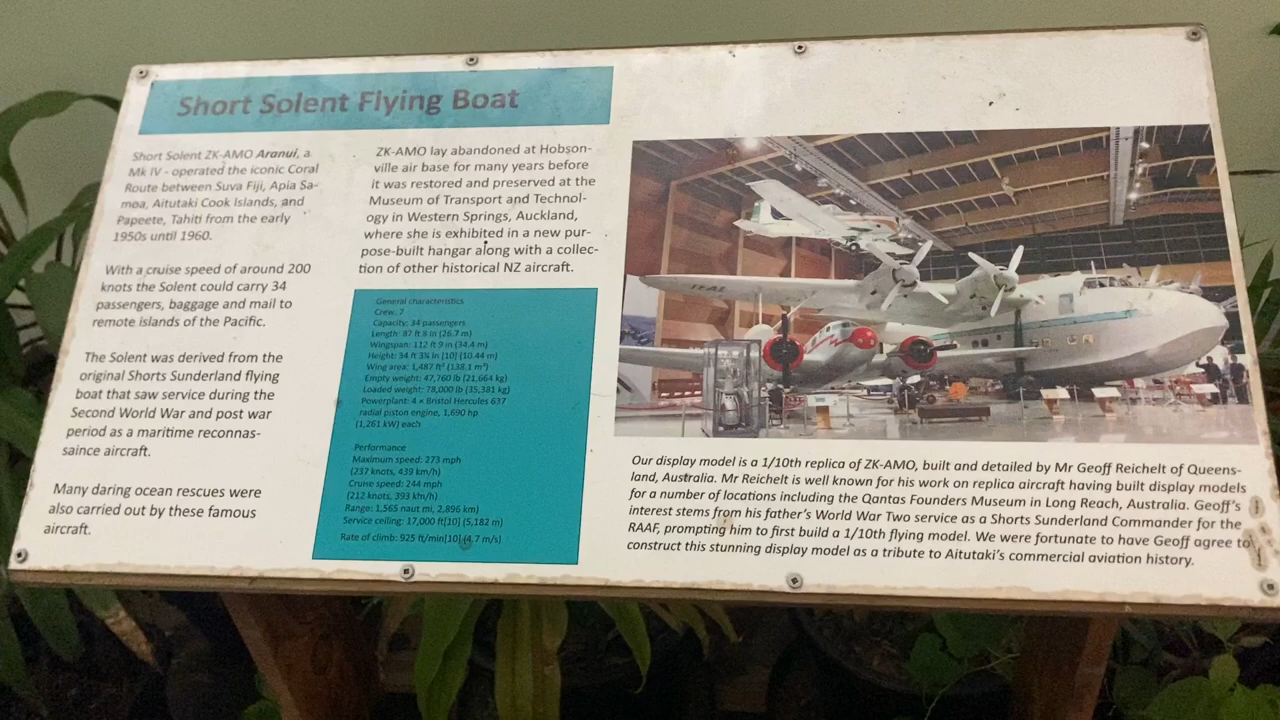 Short Solent Flying Boat
Short Solent ZK-AMO Aranui, a
Mk IV - operated the iconic Coral
Route between Suva Fiji, Apia Sa-
moa, Aitutaki Cook Islands, and
Papeete, Tahiti from the early
1950s until 1960.
With a cruise speed of around 200
knots the Solent could carry 34
passengers, baggage and mail to
remote islands of the Pacific.
The Solent was derived from the
original Shorts Sunderland flying
boat that saw service during the
Second World War and post war
period as a maritime reconnas-
saince aircraft.
Many daring ocean rescues were
also carried out by these famous
aircraft.
ZK-AMO lay abandoned at Hobson-
ville air base for many years before
it was restored and preserved at the
Museum of Transport and Technol-
ogy in Western Springs, Auckland,
where she is exhibited in a new pur-
pose-built hangar along with a collec-
tion of other historical NZ aircraft.
General characteristics
Crew: 7
Capacity: 34 passengers
Length: 87 ft 8 in (26.7 m)
Wingspan: 112 ft 9 in (34.4 m)
Height: 34 ft 3¼ in [10] (10.44 m)
Wing area: 1,487 ft² (138.1 m²)
Empty weight: 47,760 lb (21,664 kg)
Loaded weight: 78,000 lb (35,381 kg)
Powerplant: 4 × Bristol Hercules 637
radial piston engine, 1,690 hp
(1,261 kW) each
Performance
Maximum speed: 273 mph
(237 knots, 439 km/h)
Cruise speed: 244 mph
(212 knots, 393 km/h)
Range: 1,565 naut mi, 2,896 km)
Service ceiling: 17,000 ft[10] (5,182 m)
Rate of climb: 925 ft/min[10] (4.7 m/s)
TEAL
Our display model is a 1/10th replica of ZK-AMO, built and detailed by Mr Geoff Reichelt of Queens-
land, Australia. Mr Reichelt is well known for his work on replica aircraft having built display models
for a number of locations including the Qantas Founders Museum in Long Reach, Australia. Geoff's
interest stems from his father's World War Two service as a Shorts Sunderland Commander for the
RAAF, prompting him to first build a 1/10th flying model. We were fortunate to have Geoff agree to
construct this stunning display model as a tribute to Aitutaki's commercial aviation history.